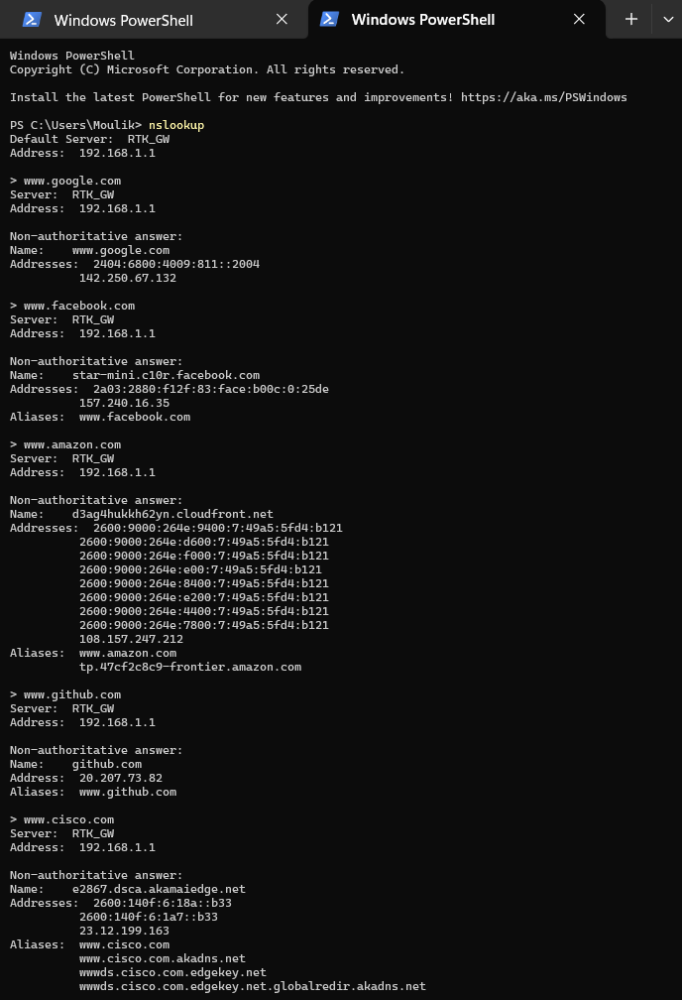 Windows PowerShell
Windows PowerShell
Windows PowerShell
Copyright (C) Microsoft Corporation. All rights reserved.
Install the latest PowerShell for new features and improvements! https://aka.ms/PSWindows
PS C:\Users\Moulik> nslookup
Default Server:  RTK_GW
Address:  192.168.1.1
> www.google.com
Server:  RTK_GW
Address:  192.168.1.1
Non-authoritative answer:
Name:    www.google.com
Addresses:  2404:6800:4009:811::2004
          142.250.67.132
> www.facebook.com
Server:  RTK_GW
Address:  192.168.1.1
Non-authoritative answer:
Name:    star-mini.c10r.facebook.com
Addresses:  2a03:2880:f12f:83:face:b00c:0:25de
          157.240.16.35
Aliases:  www.facebook.com
> www.amazon.com
Server:  RTK_GW
Address:  192.168.1.1
Non-authoritative answer:
Name:    d3ag4hukkh62yn.cloudfront.net
Addresses:  2600:9000:264e:9400:7:49a5:5fd4:b121
          2600:9000:264e:d600:7:49a5:5fd4:b121
          2600:9000:264e:f000:7:49a5:5fd4:b121
          2600:9000:264e:e00:7:49a5:5fd4:b121
          2600:9000:264e:8400:7:49a5:5fd4:b121
          2600:9000:264e:e200:7:49a5:5fd4:b121
          2600:9000:264e:4400:7:49a5:5fd4:b121
          2600:9000:264e:7800:7:49a5:5fd4:b121
          108.157.247.212
Aliases:  www.amazon.com
          tp.47cf2c8c9-frontier.amazon.com
> www.github.com
Server:  RTK_GW
Address:  192.168.1.1
Non-authoritative answer:
Name:    github.com
Address:  20.207.73.82
Aliases:  www.github.com
> www.cisco.com
Server:  RTK_GW
Address:  192.168.1.1
Non-authoritative answer:
Name:    e2867.dsca.akamaiedge.net
Addresses:  2600:140f:6:18a::b33
          2600:140f:6:1a7::b33
          23.12.199.163
Aliases:  www.cisco.com
          www.cisco.com.akadns.net
          wwwds.cisco.com.edgekey.net
          wwwds.cisco.com.edgekey.net.globalredir.akadns.net